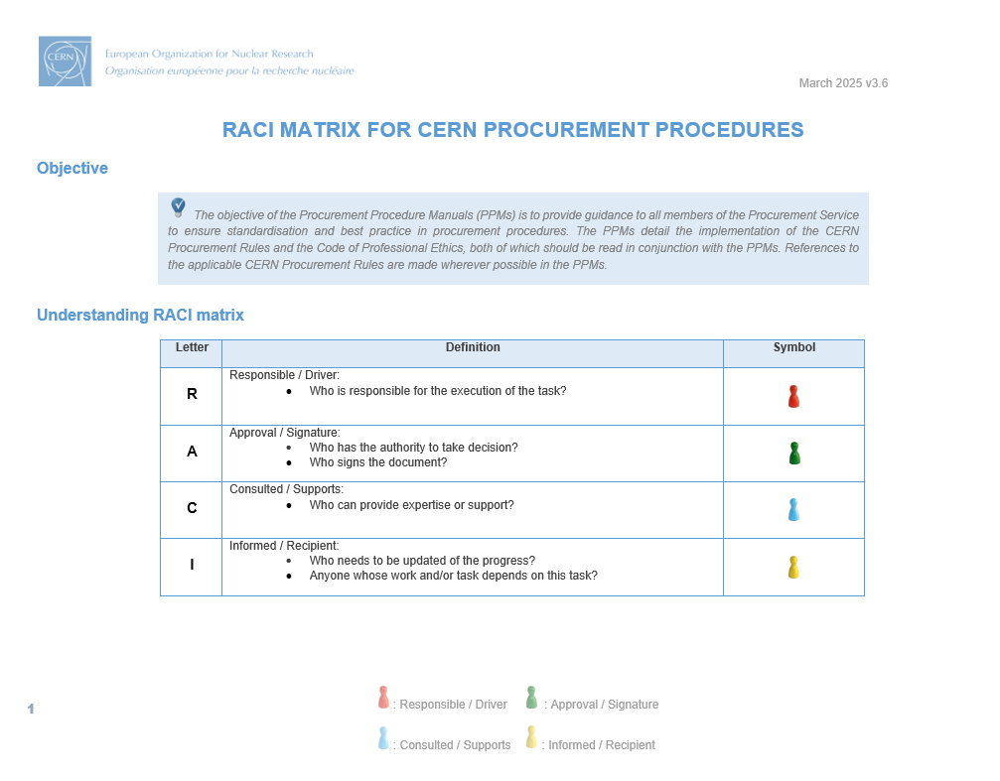 CERN
European Organization for Nuclear Research
Organisation européenne pour la recherche nucléaire
March 2025 v3.6
RACI MATRIX FOR CERN PROCUREMENT PROCEDURES
Objective
The objective of the Procurement Procedure Manuals (PPMs) is to provide guidance to all members of the Procurement Service
to ensure standardisation and best practice in procurement procedures. The PPMs detail the implementation of the CERN
Procurement Rules and the Code of Professional Ethics, both of which should be read in conjunction with the PPMs. References to
the applicable CERN Procurement Rules are made wherever possible in the PPMs.
Understanding RACI matrix
Letter Definition Symbol
R
Responsible / Driver:
• Who is responsible for the execution of the task?
A
Approval / Signature:
• Who has the authority to take decision?
• Who signs the document?
C
Consulted / Supports:
• Who can provide expertise or support?
I
Informed / Recipient:
• Who needs to be updated of the progress?
• Anyone whose work and/or task depends on this task?
: Responsible / Driver : Approval / Signature
1
: Consulted / Supports : Informed / Recipient